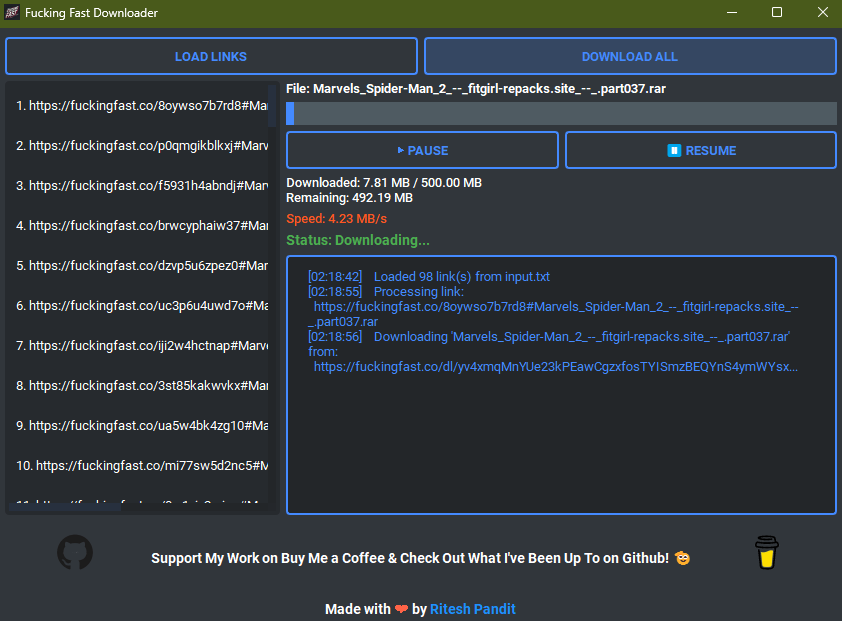 Fucking Fast Downloader
LOAD LINKS
DOWNLOAD ALL
1. https://fuckingfast.co/8oywso7b7rd8#Mar
2. https://fuckingfast.co/p0qmgikblkxj#Marv
3. https://fuckingfast.co/f5931h4abndj#Marv
4. https://fuckingfast.co/brwcyphaiw37#Mar
5. https://fuckingfast.co/dzvp5u6zpez0#Mar
6. https://fuckingfast.co/uc3p6u4uwd7o#Ma
7. https://fuckingfast.co/iji2w4hctnap#Marve
8. https://fuckingfast.co/3st85kakwvkx#Mar
9. https://fuckingfast.co/ua5w4bk4zg10#Ma
10. https://fuckingfast.co/mi77sw5d2nc5#M
File: Marvels_Spider-Man_2_--_fitgirl-repacks.site_--_.part037.rar
PAUSE
RESUME
Downloaded: 7.81 MB / 500.00 MB
Remaining: 492.19 MB
Speed: 4.23 MB/s
Status: Downloading...
[02:18:42] Loaded 98 link(s) from input.txt
[02:18:55] Processing link:
https://fuckingfast.co/8oywso7b7rd8#Marvels_Spider-Man_2_--_fitgirl-repacks.site_--
_.part037.rar
[02:18:56] Downloading 'Marvels_Spider-Man_2_--_fitgirl-repacks.site_--_.part037.rar'
from:
https://fuckingfast.co/dl/yv4xmqMnYUe23kPEawCgzxfosTYISmzBEQYnS4ymWYsx...
Support My Work on Buy Me a Coffee & Check Out What I've Been Up To on Github! 🤠
Made with ❤ by Ritesh Pandit